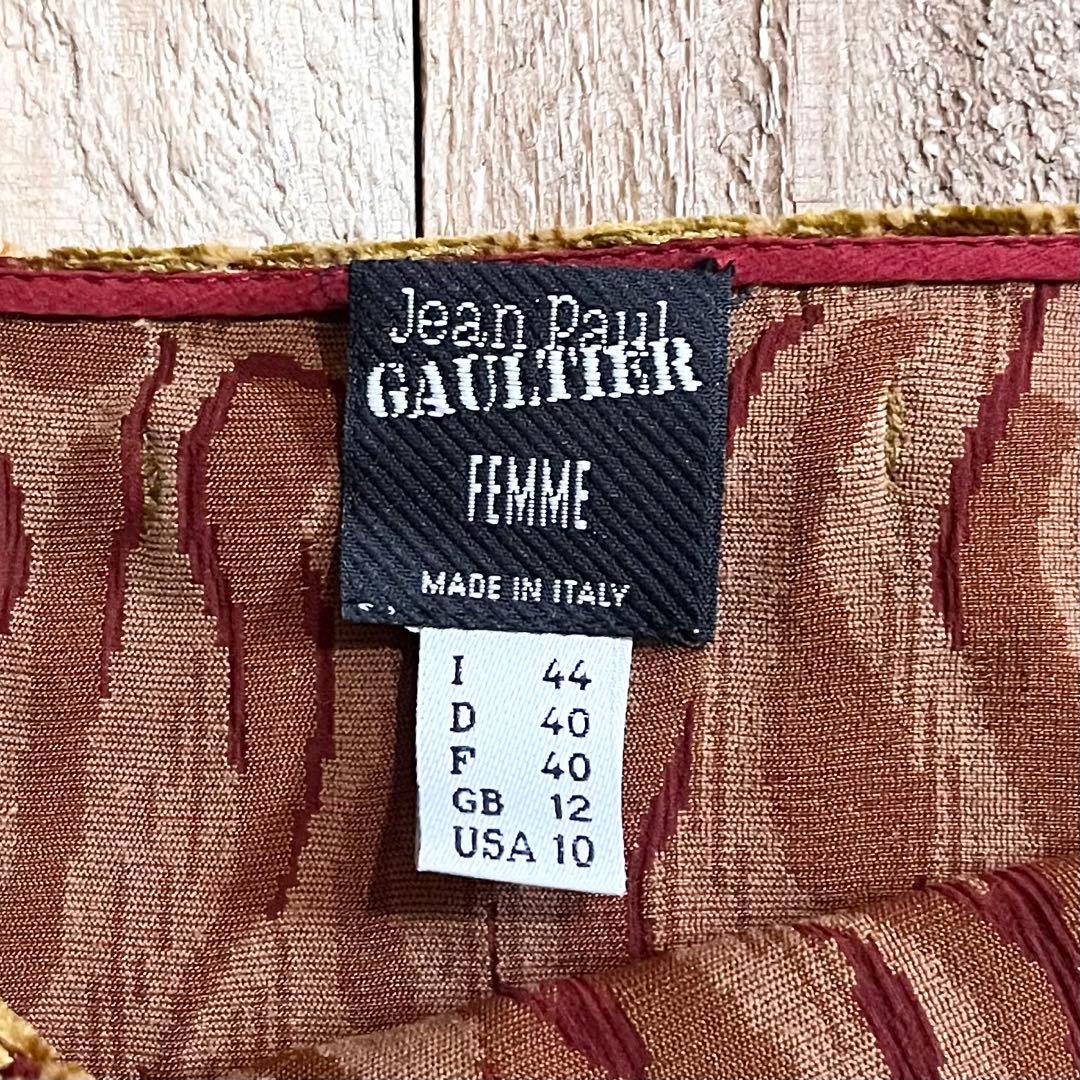 Jean Paul
GAULTIER
FEMME
MADE IN ITALY
I 44
D 40
F 40
GB 12
USA 10